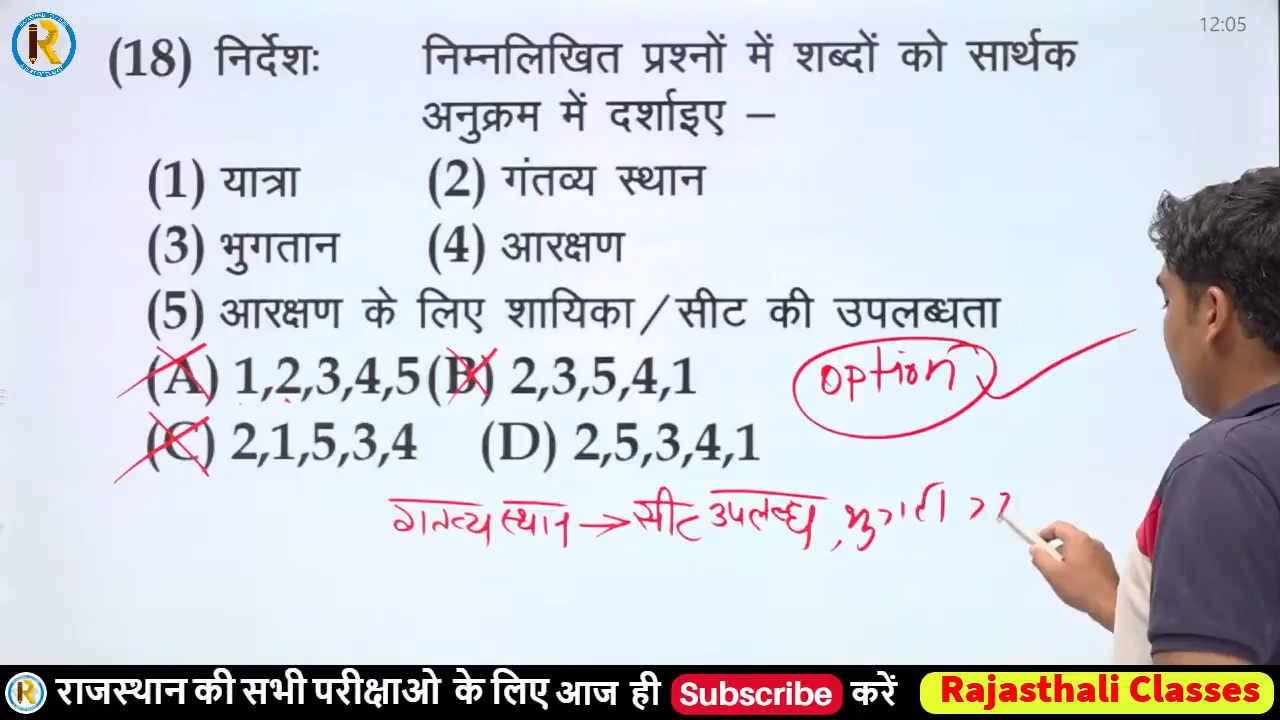 12:05
(18) निर्देशः निम्नलिखित प्रश्नों में शब्दों को सार्थक
अनुक्रम में दर्शाइए –
(1) यात्रा (2) गंतव्य स्थान
(3) भुगतान (4) आरक्षण
(5) आरक्षण के लिए शायिका/सीट की उपलब्धता
(A) 1,2,3,4,5 (B) 2,3,5,4,1
option
(C) 2,1,5,3,4 (D) 2,5,3,4,1
गतव्य स्थान → सीट उपलब्ध,
राजस्थान की सभी परीक्षाओ के लिए आज ही Subscribe करें Rajasthali Classes